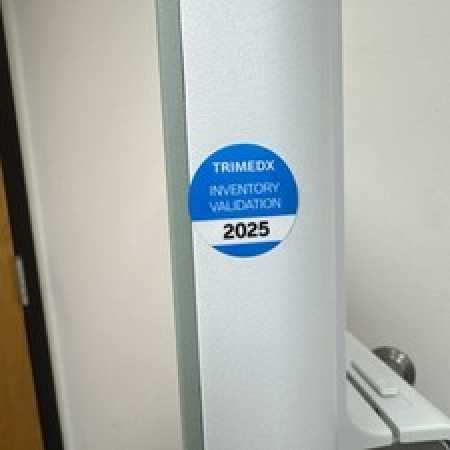 TRIMEDX
INVENTORY
VALIDATION
2025